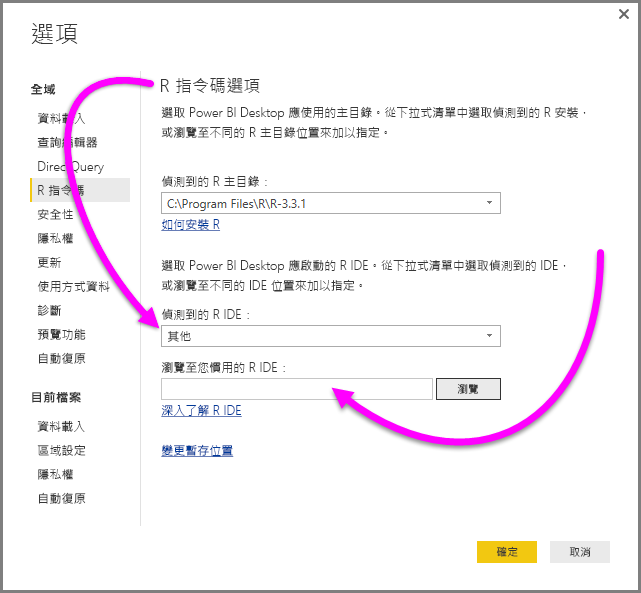 選項
全域
資料載入
查詢編輯器
DirectQuery
R 指令碼
安全性
隱私權
更新
使用方式資料
診斷
預覽功能
自動復原
目前檔案
資料載入
區域設定
隱私權
自動復原
R 指令碼選項
選取 Power BI Desktop 應使用的主目錄。從下拉式清單中選取偵測到的 R 安裝，
或瀏覽至不同的 R 主目錄位置來加以指定。
偵測到的 R 主目錄：
C:\Program Files\R\R-3.3.1
如何安裝 R
選取 Power BI Desktop 應啟動的 R IDE。從下拉式清單中選取偵測到的 IDE，
或瀏覽至不同的 IDE 位置來加以指定。
偵測到的 R IDE：
其他
瀏覽至您慣用的 R IDE：
瀏覽
深入了解 R IDE
變更暫存位置
確定
取消